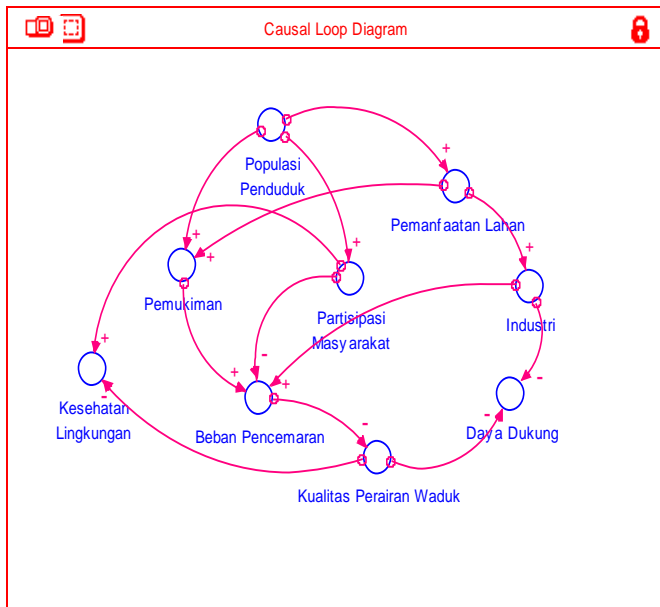 Causal Loop Diagram
Populasi
Penduduk
+
Pemanfaatan Lahan
+
+
+
+
Pemukiman
Partisipasi
Masyarakat
Industri
+
-
+
+
-
-
Kesehatan
Lingkungan
Beban Pencemaran
-
-
Daya Dukung
Kualitas Perairan Waduk